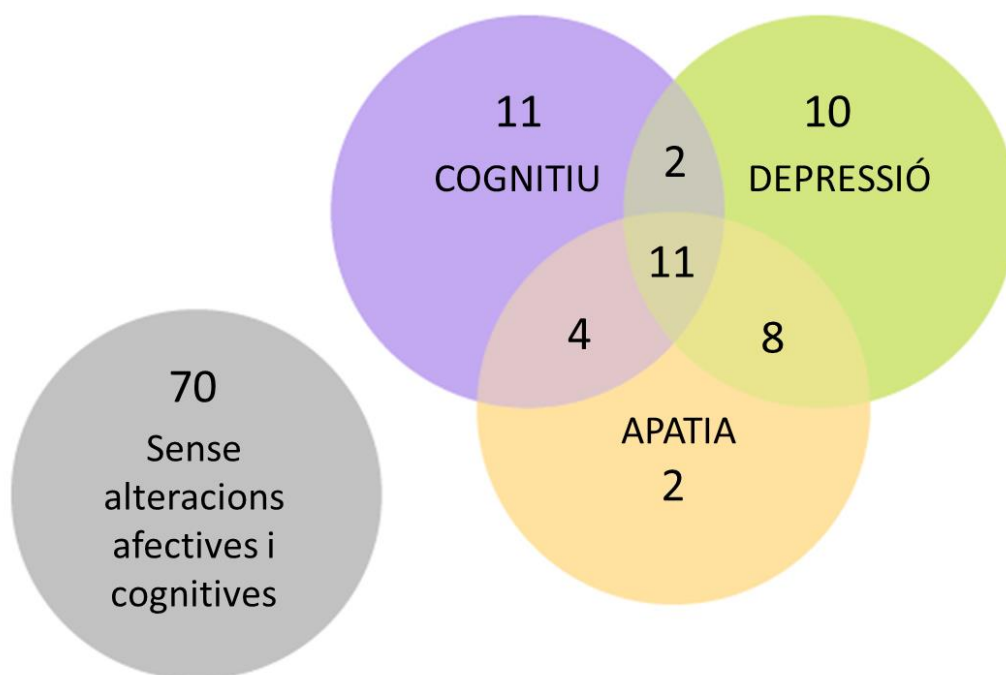 11
COGNITIU
2
10
DEPRESSIÓ
11
4
8
APATIA
2
70
Sense
alteracions
afectives i
cognitives